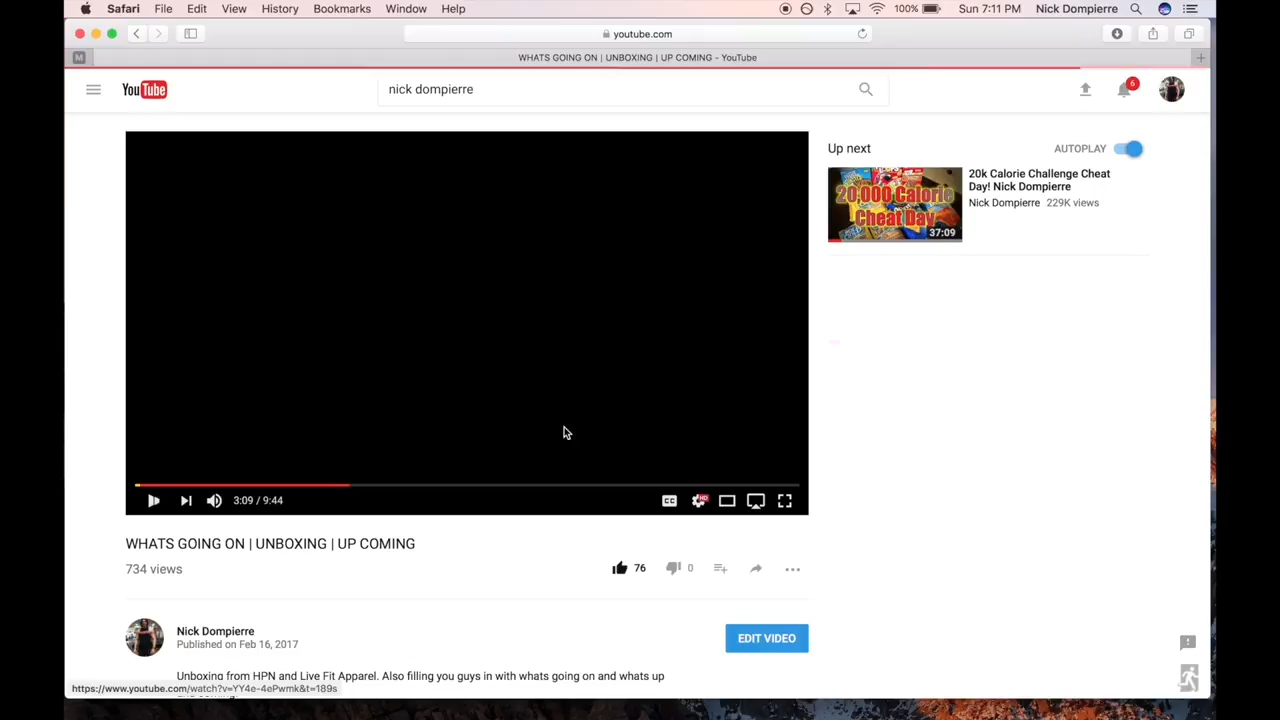 Safari File Edit View History Bookmarks Window Help 100% Sun 7:11 PM Nick Dompierre
youtube.com
M WHATS GOING ON | UNBOXING | UP COMING - YouTube
YouTube nick dompierre 6
Up next AUTOPLAY
20k Calorie Challenge Cheat
Day! Nick Dompierre
Nick Dompierre 229K views
20,000 Calorie
Cheat Day
37:09
3:09 / 9:44 CC HD
WHATS GOING ON | UNBOXING | UP COMING
734 views 76 0
Nick Dompierre
Published on Feb 16, 2017
EDIT VIDEO
Unboxing from HPN and Live Fit Apparel. Also filling you guys in with whats going on and whats up
https://www.youtube.com/watch?v=YY4e-4ePwmk&t=189s